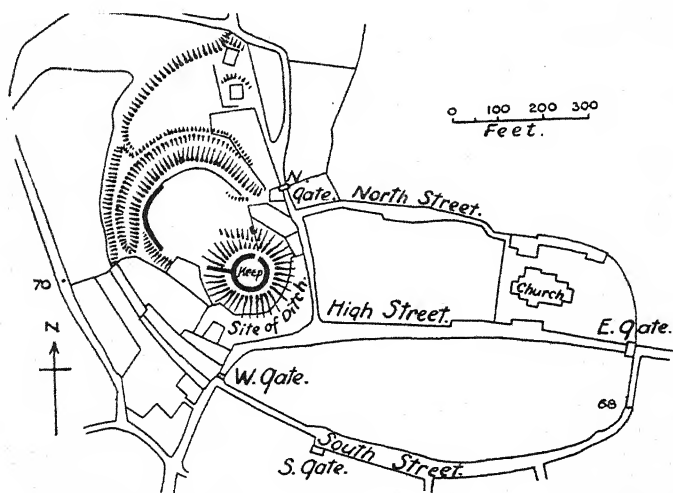 0 100 200 300
Feet.
N
Gate.
North Street.
Keep
Church
70
Site of Ditch.
High Street.
E. Gate.
N
W. Gate.
68
South Street.
S. Gate.